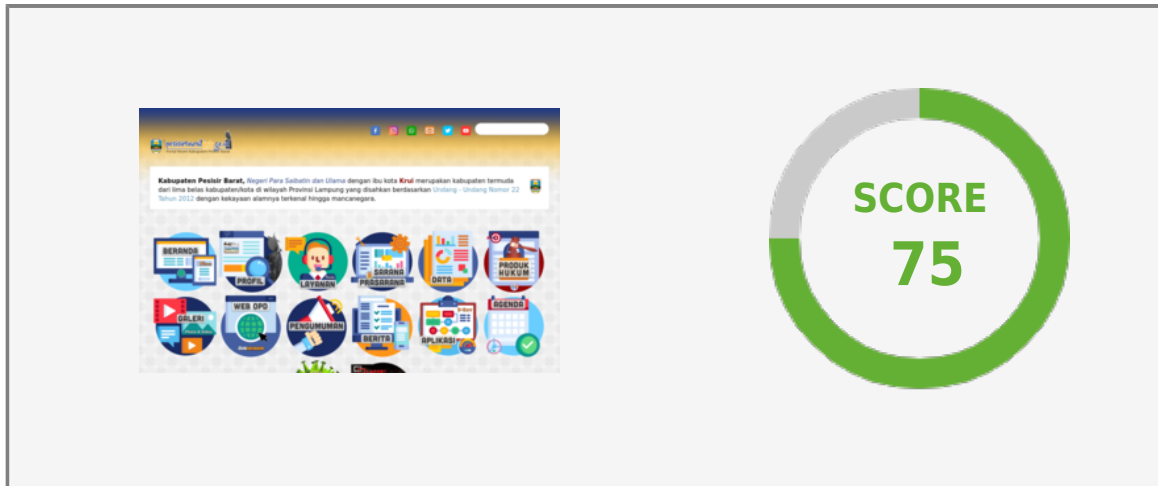 Kabupaten Pesisir Barat, Negeri Para Saibatin dan Ulama dengan ibu kota Krui merupakan kabupaten termuda
dari lima belas kabupaten/kota di wilayah Provinsi Lampung yang disahkan berdasarkan Undang - Undang Nomor 22
Tahun 2012 dengan kekayaan alamnya terkenal hingga mancanegara.
BERANDA
PROFIL
LAYANAN
SARANA
PRASARANA
DATA
PRODUK
HUKUM
GALERI
WEB OPD
PENGUMUMAN
BERITA
APLIKASI
AGENDA
SCORE
75